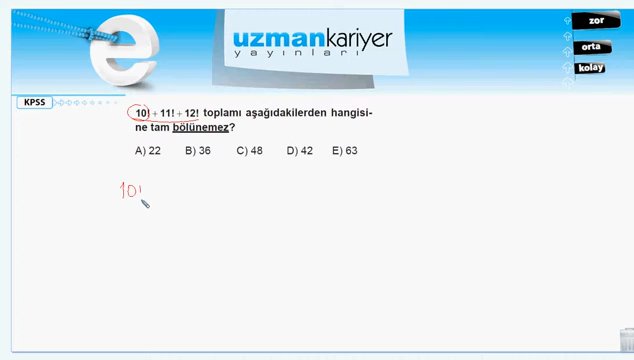 uzmankariyer
yayınları
zor
orta
kolay
KPSS
10! + 11! + 12! toplamı aşağıdakilerden hangisi-
ne tam bölünemez?
A) 22 B) 36 C) 48 D) 42 E) 63
10!